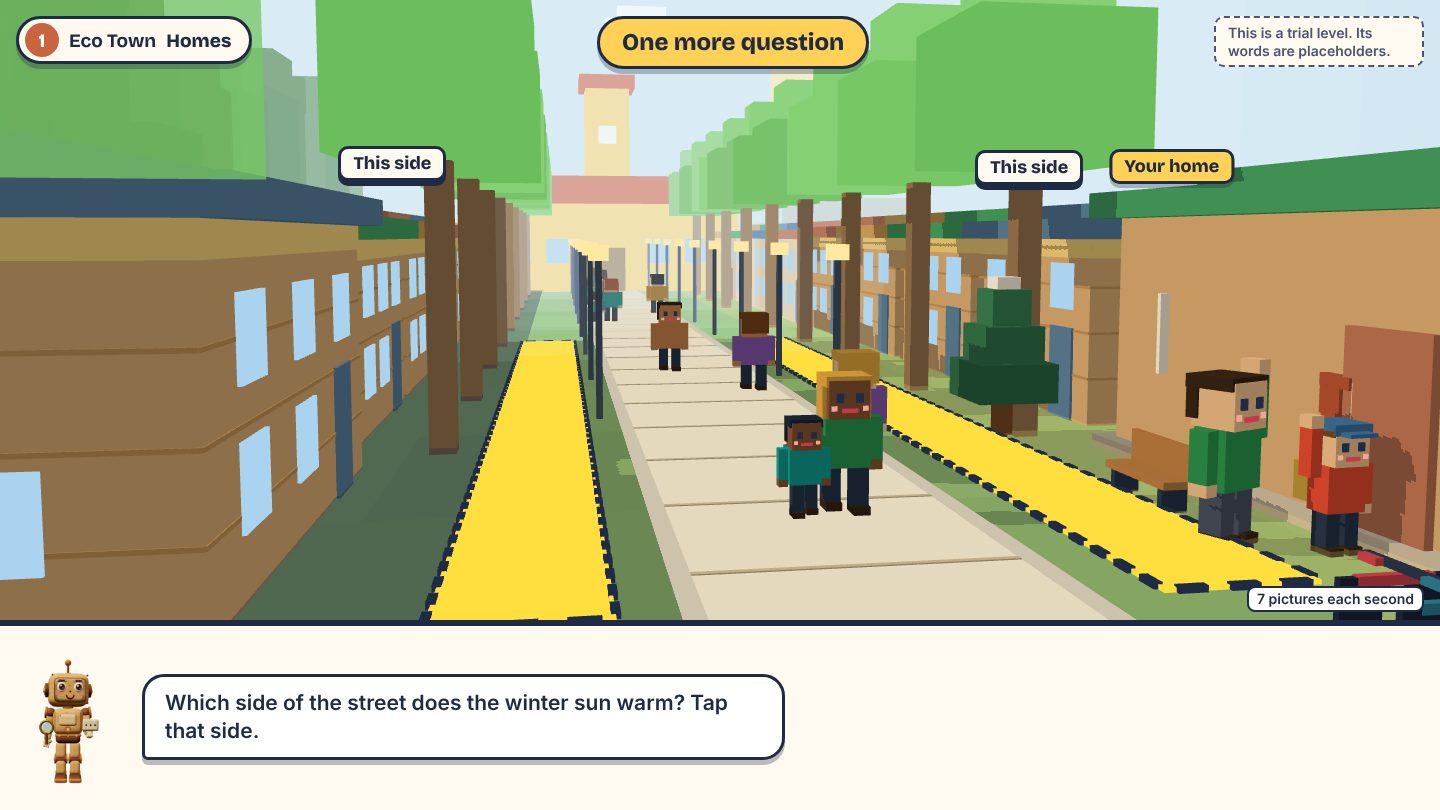 1 Eco Town Homes
One more question
This is a trial level. Its
words are placeholders.
This side
This side
Your home
7 pictures each second
Which side of the street does the winter sun warm? Tap
that side.